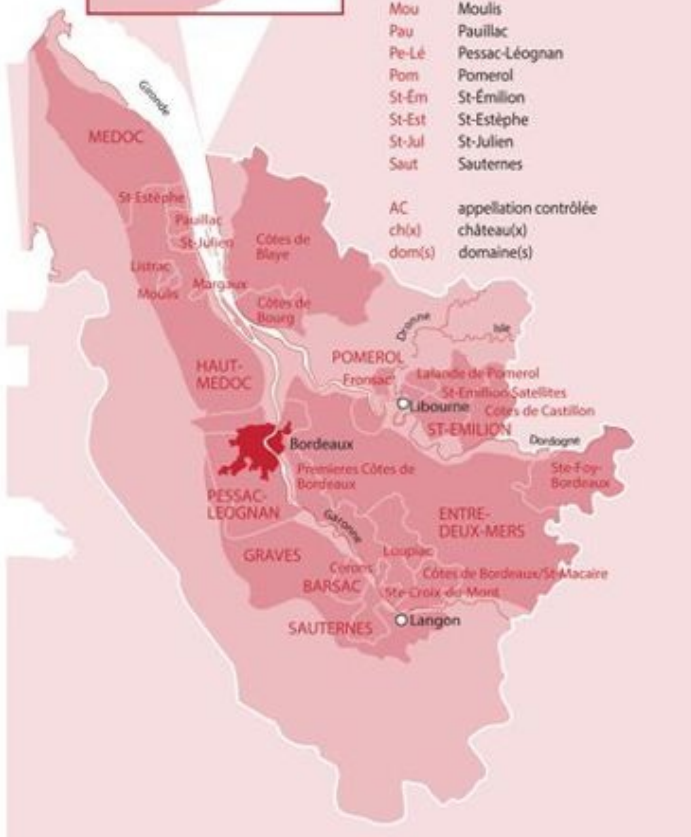 Mou Moulis
Pau Pauillac
Pe-Lé Pessac-Léognan
Pom Pomerol
St-Ém St-Émilion
St-Est St-Estèphe
St-Jul St-Julien
Saut Sauternes
AC appellation contrôlée
ch(x) château(x)
dom(s) domaine(s)
Gironde
MEDOC
St-Estèphe
Pauillac
St-Julien
Listrac
Moulis
Margaux
Côtes de
Blaye
Côtes de
Bourg
Dronne
Isle
HAUT-
MEDOC
POMEROL
Fronsac
Lalande de Pomerol
St-Emillion Satellites
Libourne
Côtes de Castillon
ST-EMILION
Dordogne
Bordeaux
Premieres Côtes de
Bordeaux
Ste-Foy-
Bordeaux
PESSAC-
LEOGNAN
Garonne
ENTRE-
DEUX-MERS
GRAVES
Loupiac
Cerons
BARSAC
Côtes de Bordeaux/St-Macaire
Ste-Croix-du-Mont
SAUTERNES
Langon